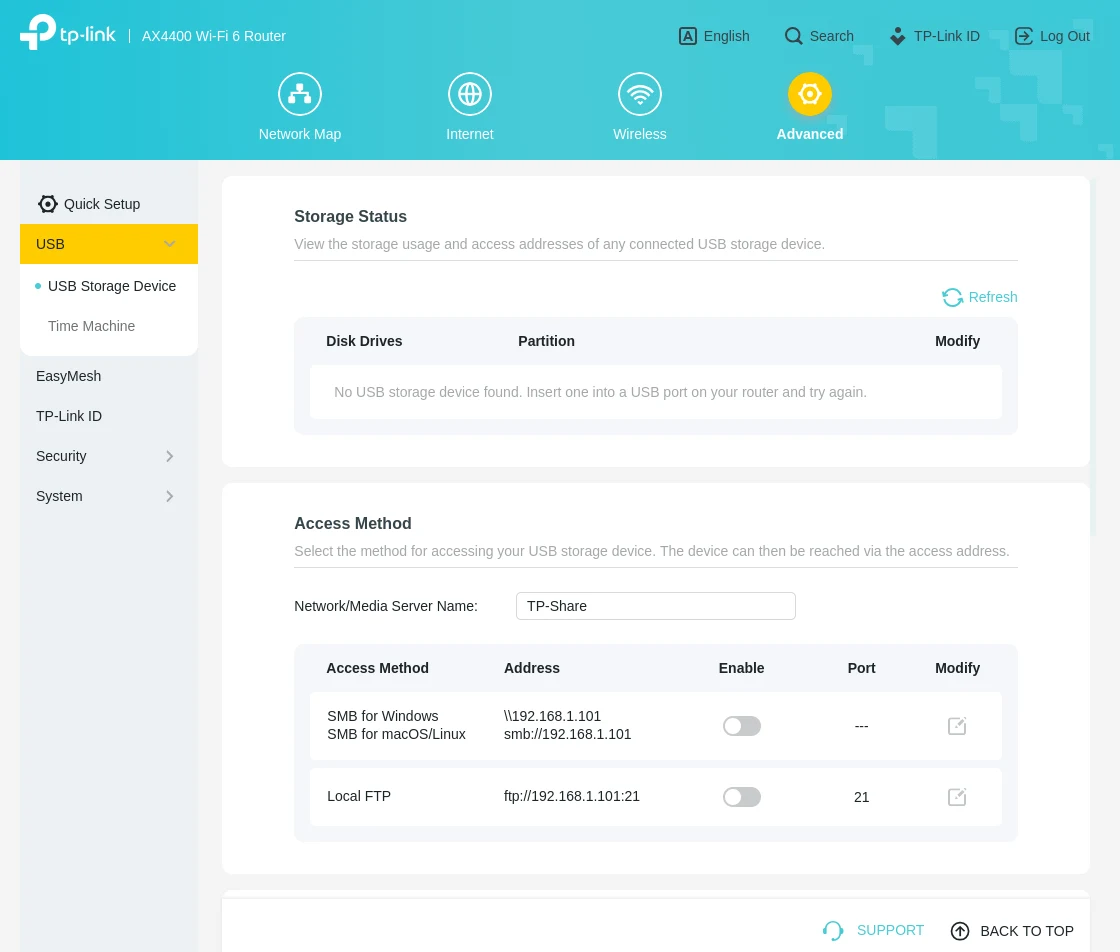 tp-link | AX4400 Wi-Fi 6 Router
A English Search TP-Link ID Log Out
Network Map Internet Wireless Advanced
Quick Setup
USB
USB Storage Device
Time Machine
EasyMesh
TP-Link ID
Security
System
Storage Status
View the storage usage and access addresses of any connected USB storage device.
Refresh
Disk Drives Partition Modify
No USB storage device found. Insert one into a USB port on your router and try again.
Access Method
Select the method for accessing your USB storage device. The device can then be reached via the access address.
Network/Media Server Name: TP-Share
Access Method Address Enable Port Modify
SMB for Windows \\192.168.1.101
SMB for macOS/Linux smb://192.168.1.101 ---
Local FTP ftp://192.168.1.101:21 21
SUPPORT BACK TO TOP